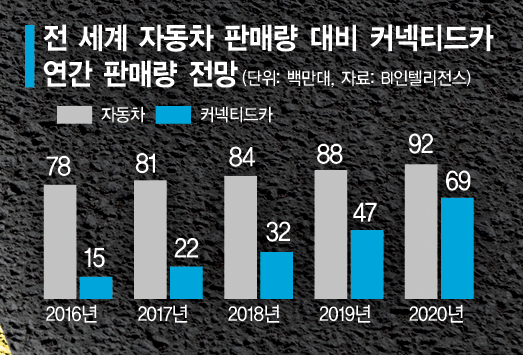 전 세계 자동차 판매량 대비 커넥티드카
연간 판매량 전망 (단위: 백만대, 자료: BI인텔리전스)
자동차 커넥티드카
78 15 81 22 84 32 88 47 92 69
2016년 2017년 2018년 2019년 2020년